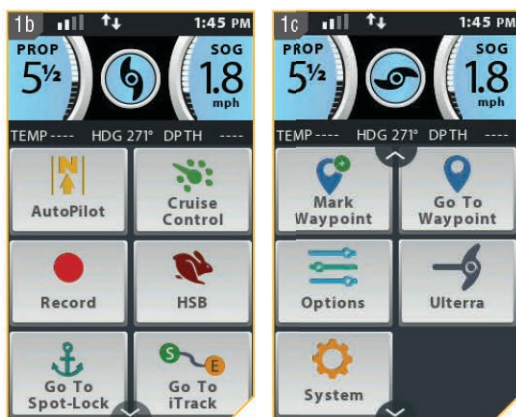 1b
1:45 PM
PROP
5½
SOG
1.8
mph
TEMP ---- HDG 271° DPTH ----
AutoPilot
Cruise
Control
Record
HSB
Go To
Spot-Lock
S E
Go To
iTrack
1c
1:45 PM
PROP
5½
SOG
1.8
mph
TEMP ---- HDG 271° DPTH ----
Mark
Waypoint
Go To
Waypoint
Options
Ulterra
System